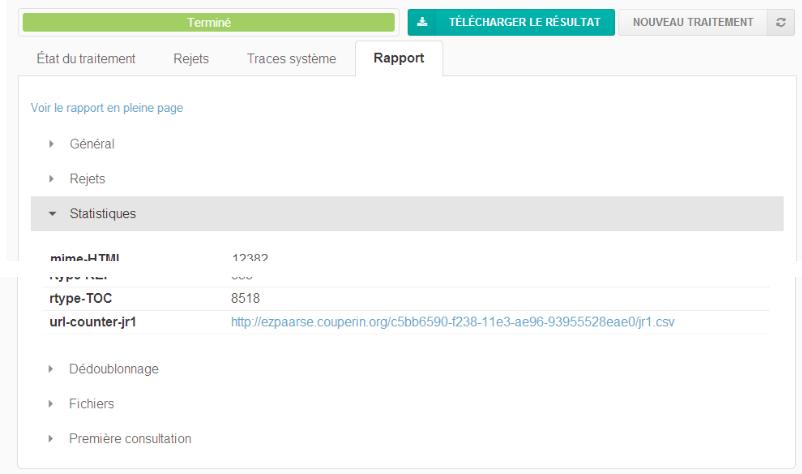 Terminé
TÉLÉCHARGER LE RÉSULTAT
NOUVEAU TRAITEMENT
État du traitement Rejets Traces système Rapport
Voir le rapport en pleine page
Général
Rejets
Statistiques
mime-HTML 12382
rtype-TOC 8518
url-counter-jr1 http://ezpaarse.couperin.org/c5bb6590-f238-11e3-ae96-93955528eae0/jr1.csv
Dédoublonnage
Fichiers
Première consultation